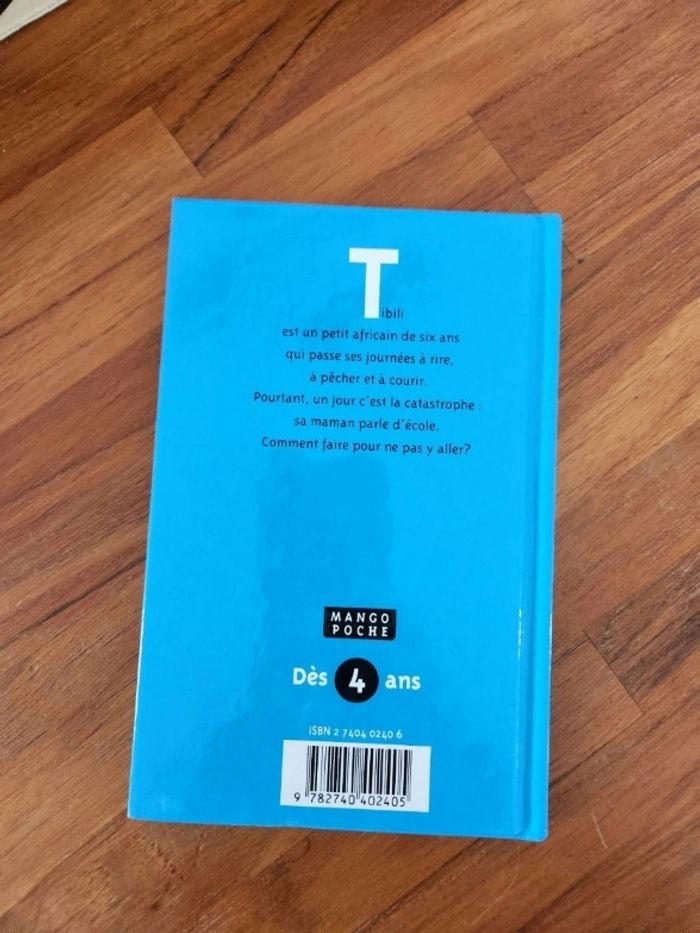 Tibili
est un petit africain de six ans
qui passe ses journées à rire,
à pêcher et à courir.
Pourtant, un jour c'est la catastrophe :
sa maman parle d'école.
Comment faire pour ne pas y aller?
MANGO
POCHE
Dès 4 ans
ISBN 2 7404 0240 6
9 782740 402405